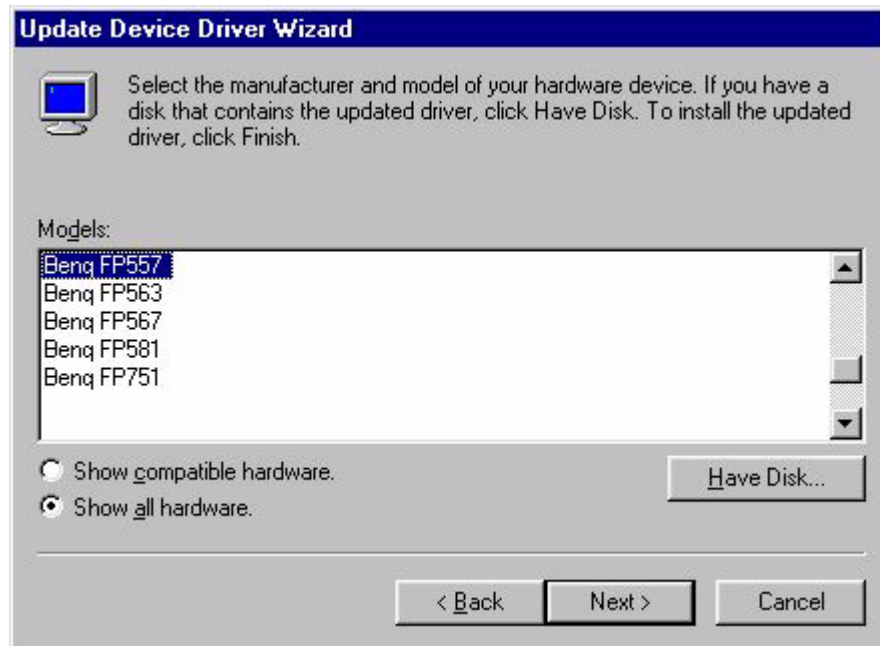 Update Device Driver Wizard
Select the manufacturer and model of your hardware device. If you have a
disk that contains the updated driver, click Have Disk. To install the updated
driver, click Finish.
Models:
Benq FP557
Benq FP563
Benq FP567
Benq FP581
Benq FP751
Show compatible hardware.
Show all hardware.
Have Disk...
< Back
Next >
Cancel